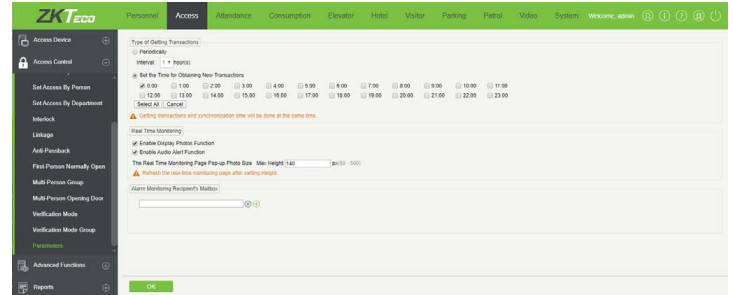 ZKTECO
Personnel Access Attendance Consumption Elevator Hotel Visitor Parking Patrol Video System Welcome, admin
Access Device
Access Control
Set Access By Person
Set Access By Department
Interlock
Linkage
Anti-Passback
First-Person Normally Open
Multi-Person Group
Multi-Person Opening Door
Verification Mode
Verification Mode Group
Parameters
Advanced Functions
Reports
Type of Getting Transactions
Periodically
Interval: 1 hour(s)
Set the Time for Obtaining New Transactions
0:00 1:00 2:00 3:00 4:00 5:00 6:00 7:00 8:00 9:00 10:00 11:00
12:00 13:00 14:00 15:00 16:00 17:00 18:00 19:00 20:00 21:00 22:00 23:00
Select All Cancel
Getting transactions and synchronization time will be done at the same time.
Real Time Monitoring
Enable Display Photos Function
Enable Audio Alert Function
The Real Time Monitoring Page Pop-up Photo Size Max Height 140 px(80 - 500)
Refresh the real-time monitoring page after setting Height.
Alarm Monitoring Recipient's Mailbox
OK